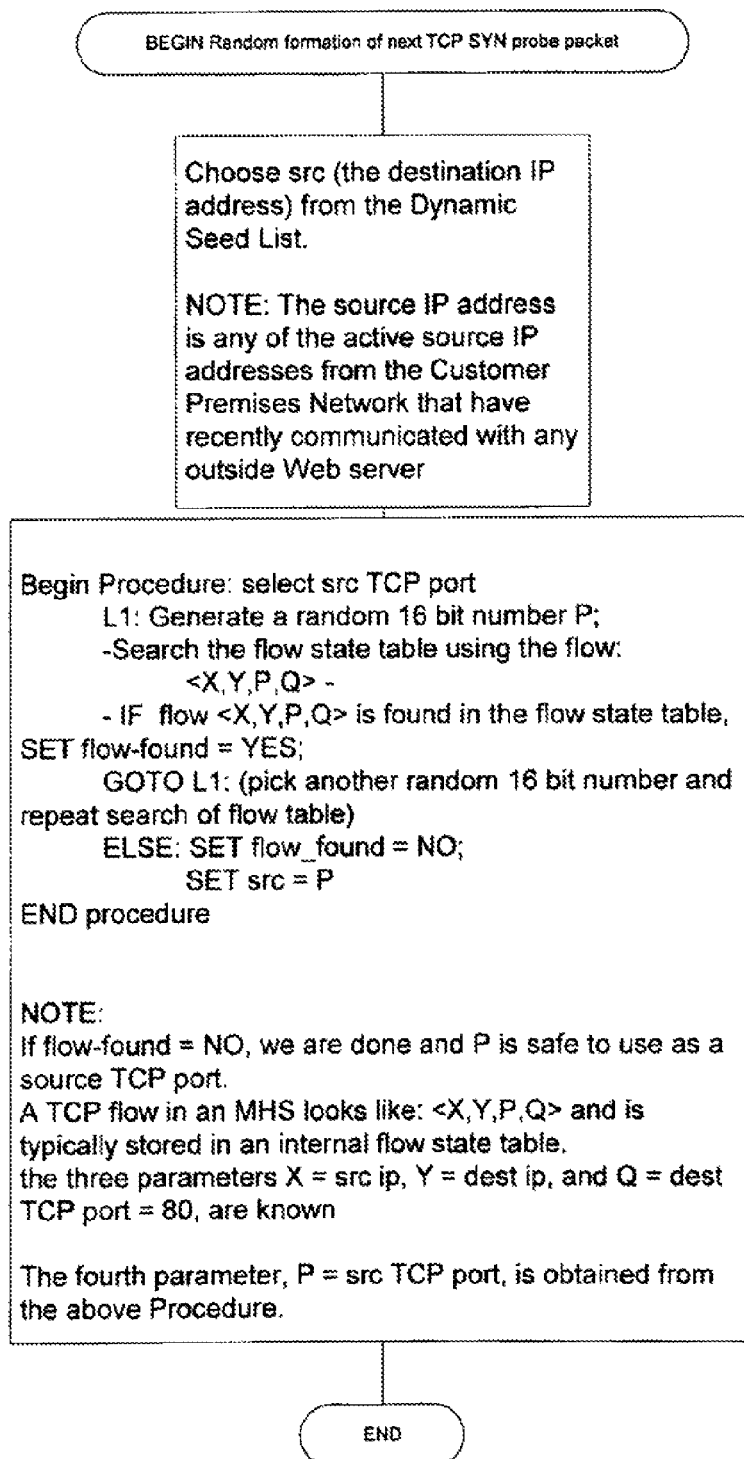 BEGIN Random formation of next TCP SYN probe packet
Choose src (the destination IP
address) from the Dynamic
Seed List.
NOTE: The source IP address
is any of the active source IP
addresses from the Customer
Premises Network that have
recently communicated with any
outside Web server
Begin Procedure: select src TCP port
L1: Generate a random 16 bit number P;
-Search the flow state table using the flow:
<X,Y,P,Q> -
- IF flow <X,Y,P,Q> is found in the flow state table,
SET flow-found = YES;
GOTO L1: (pick another random 16 bit number and
repeat search of flow table)
ELSE: SET flow_found = NO;
SET src = P
END procedure
NOTE:
If flow-found = NO, we are done and P is safe to use as a
source TCP port.
A TCP flow in an MHS looks like: <X,Y,P,Q> and is
typically stored in an internal flow state table.
the three parameters X = src ip, Y = dest ip, and Q = dest
TCP port = 80, are known
The fourth parameter, P = src TCP port, is obtained from
the above Procedure.
END